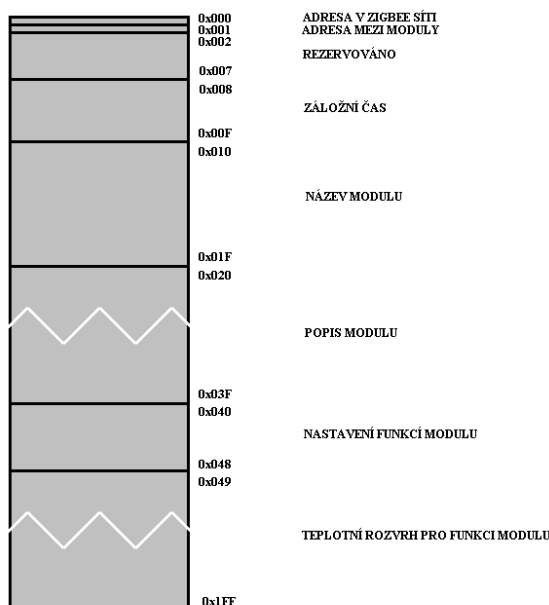 0x000 ADRESA V ZIGBEE SÍTI
0x001 ADRESA MEZI MODULY
0x002
REZERVOVÁNO
0x007
0x008
ZÁLOŽNÍ ČAS
0x00F
0x010
NÁZEV MODULU
0x01F
0x020
POPIS MODULU
0x03F
0x040
NASTAVENÍ FUNKCÍ MODULU
0x048
0x049
TEPLOTNÍ ROZVRH PRO FUNKCI MODULU
0x1FF